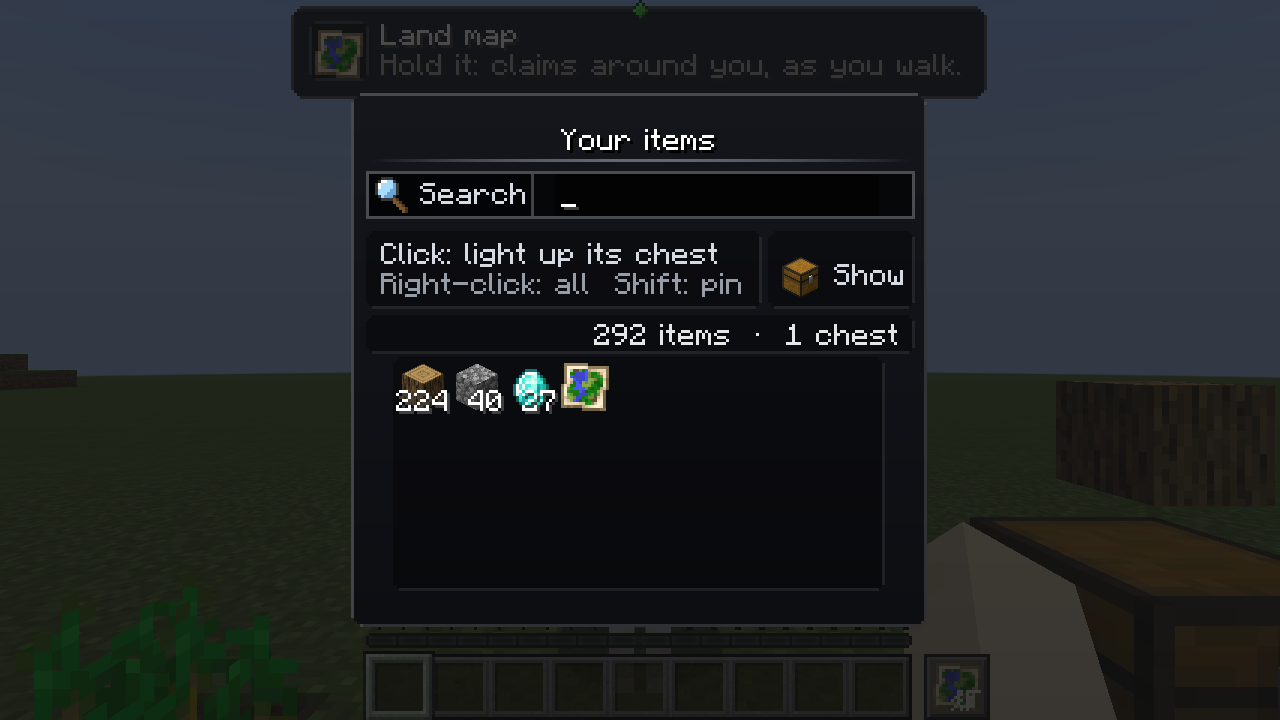 Land map
Hold it: claims around you, as you walk.
Your items
Search _
Click: light up its chest
Right-click: all Shift: pin
Show
292 items · 1 chest
224 40 27